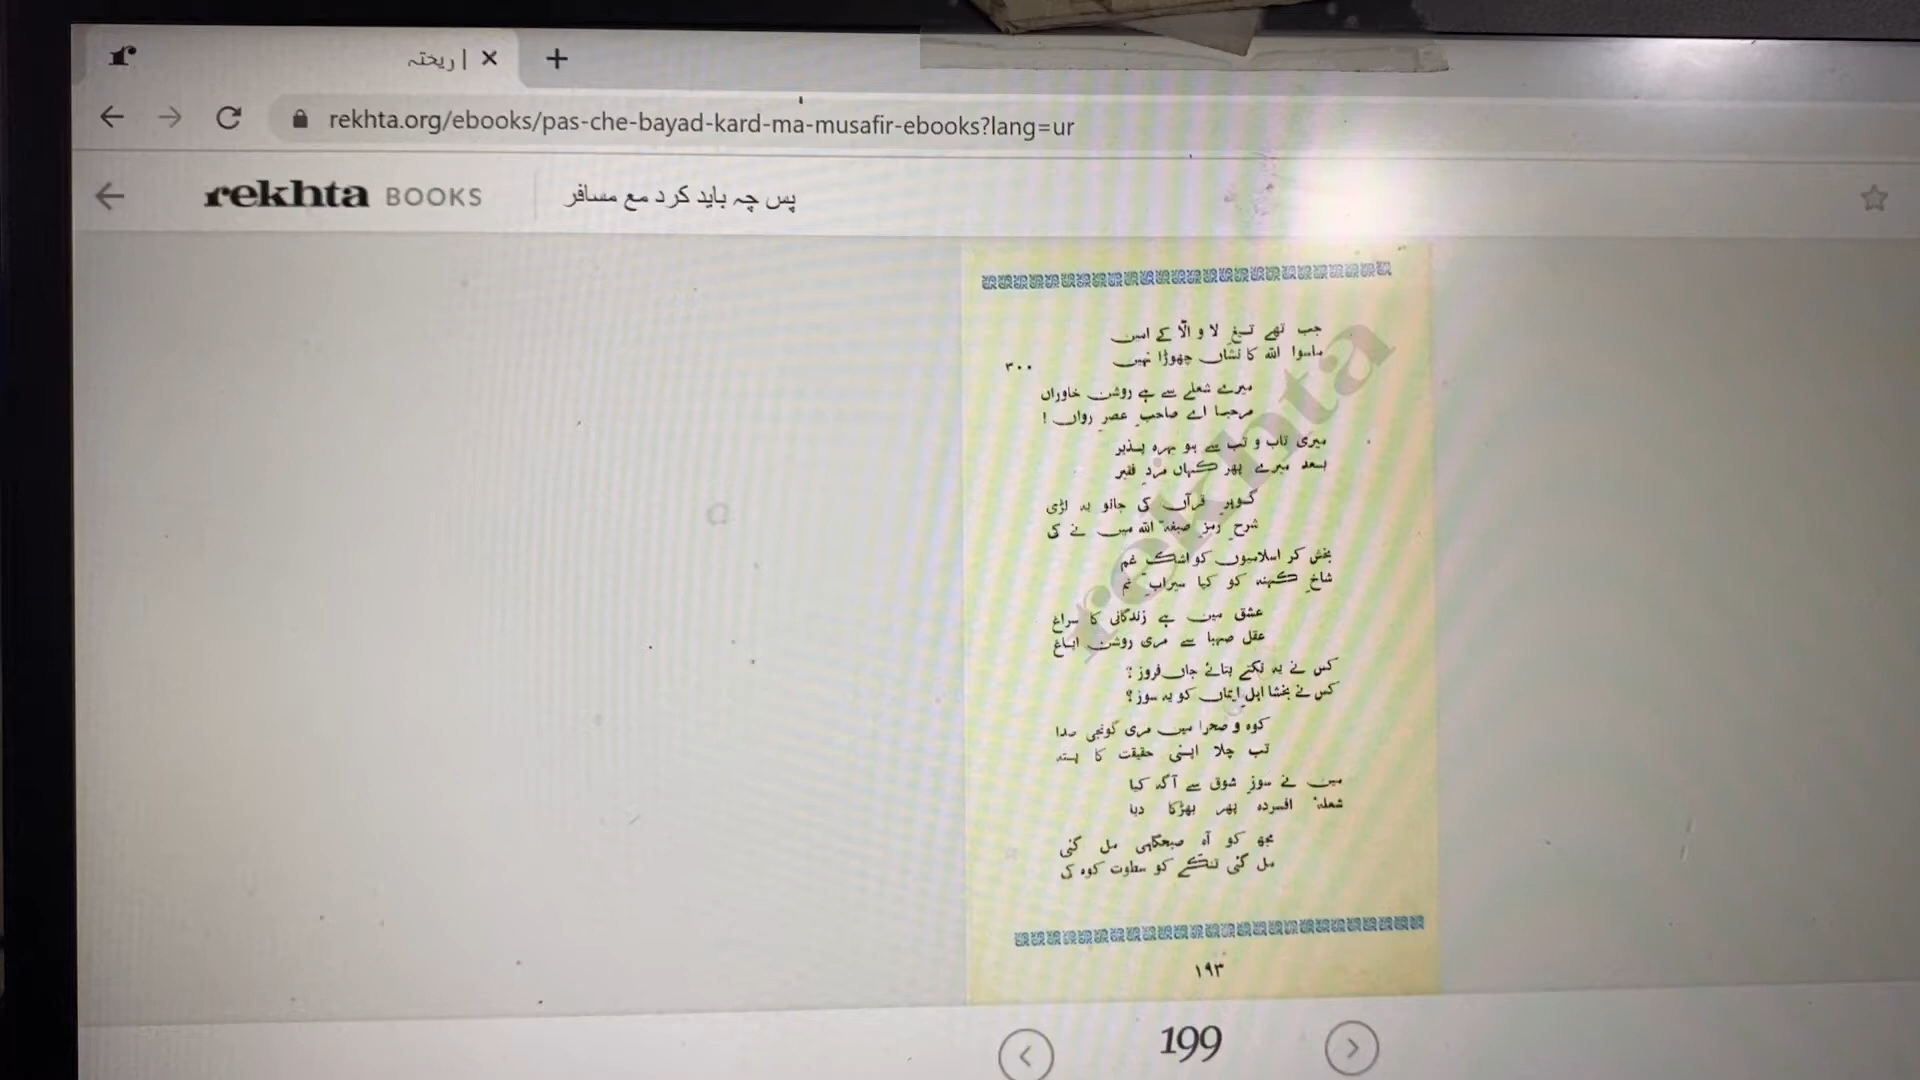 ریختہ |
rekhta.org/ebooks/pas-che-bayad-kard-ma-musafir-ebooks?lang=ur
rekhta BOOKS
پس چہ باید کرد مع مسافر
جب تھے تیغِ لا و الّا کے امیں
ماسوا اللہ کا نشاں چھوڑا نہیں
۳۰۰
میرے شعلے سے ہے روشن خاوراں
مرحبا اے صاحبِ عصرِ رواں !
میری تاب و تب سے ہو بہرہ پذیر
بعد میرے پھر کہاں مردِ فقیر
گوہرِ قرآں کی جانو یہ لڑی
شرحِ رمزِ صبغۃ اللہ میں نے کی
بخش کر اسلامیوں کو اشک غم
شاخِ کہنہ کو کیا سیرابِ نم
عشق میں ہے زندگانی کا سراغ
عقل صہبا سے مری روشن ایاغ
کس نے یہ نکتے بتائے جاں فروز ؟
کس نے بخشا اہلِ ایماں کو یہ سوز ؟
کوہ و صحرا میں مری گونجی صدا
تب چلا اپنی حقیقت کا پتہ
میں نے سوزِ شوق سے آگہ کیا
شعلۂ افسردہ پھر بھڑکا دیا
مجھ کو آہ صبحگاہی مل گئی
مل گئی تنکے کو سطوت کوہ کی
rekhta
۱۹۳
199